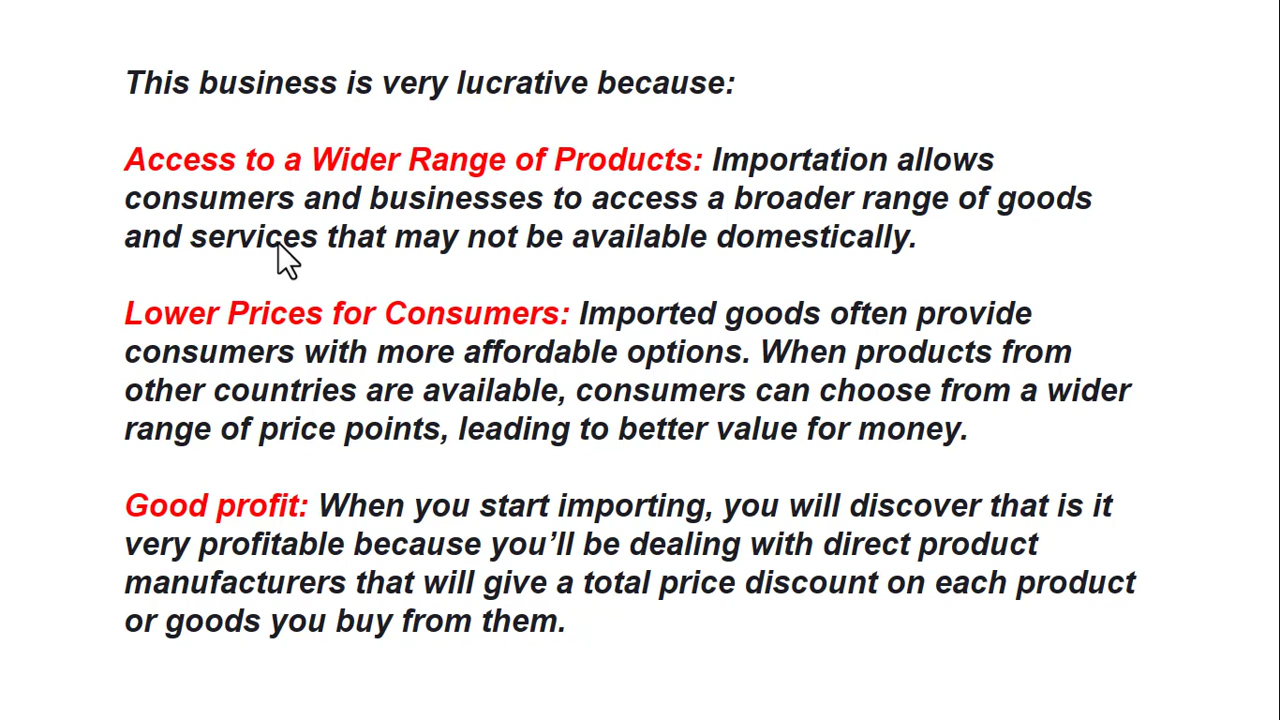 This business is very lucrative because:
Access to a Wider Range of Products: Importation allows
consumers and businesses to access a broader range of goods
and services that may not be available domestically.
Lower Prices for Consumers: Imported goods often provide
consumers with more affordable options. When products from
other countries are available, consumers can choose from a wider
range of price points, leading to better value for money.
Good profit: When you start importing, you will discover that is it
very profitable because you’ll be dealing with direct product
manufacturers that will give a total price discount on each product
or goods you buy from them.